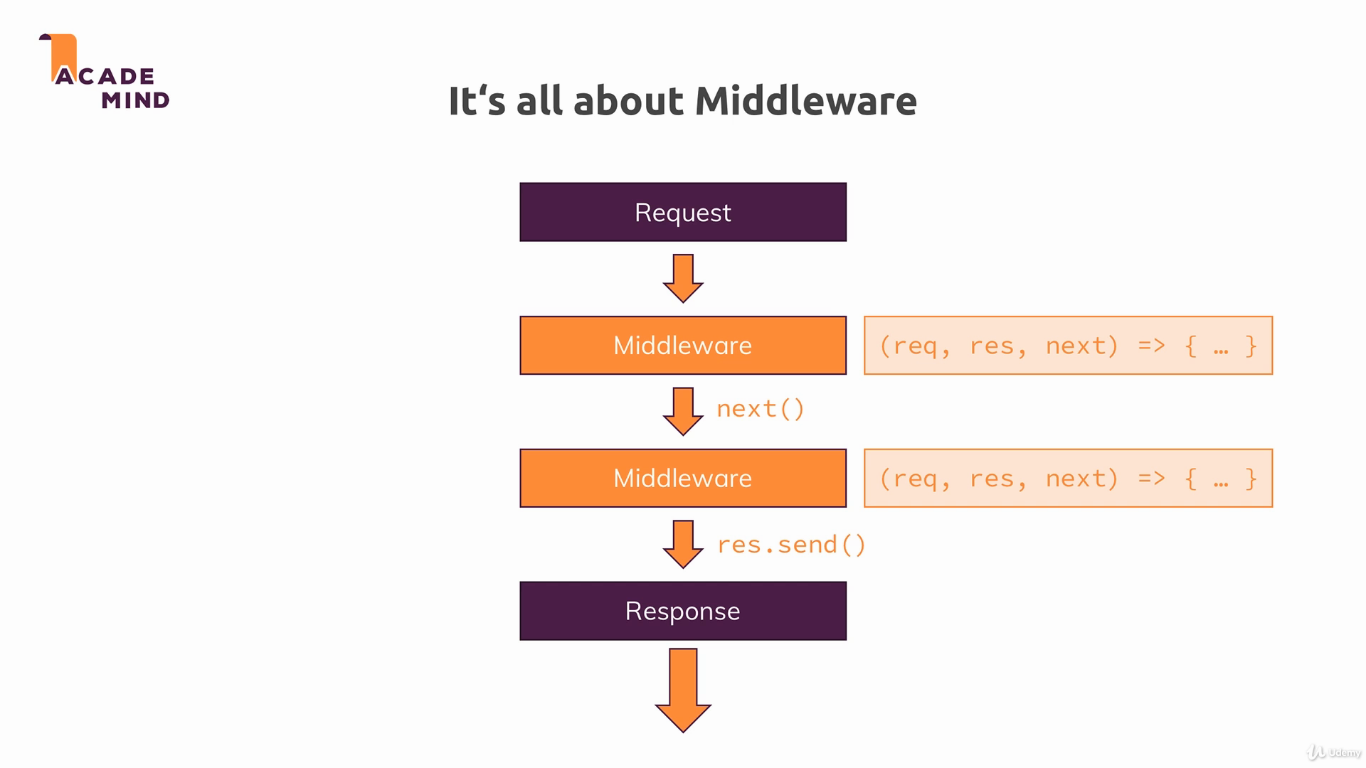 ACADE
MIND
It‘s all about Middleware
Request
Middleware
(req, res, next) => { … }
next()
Middleware
(req, res, next) => { … }
res.send()
Response
Udemy